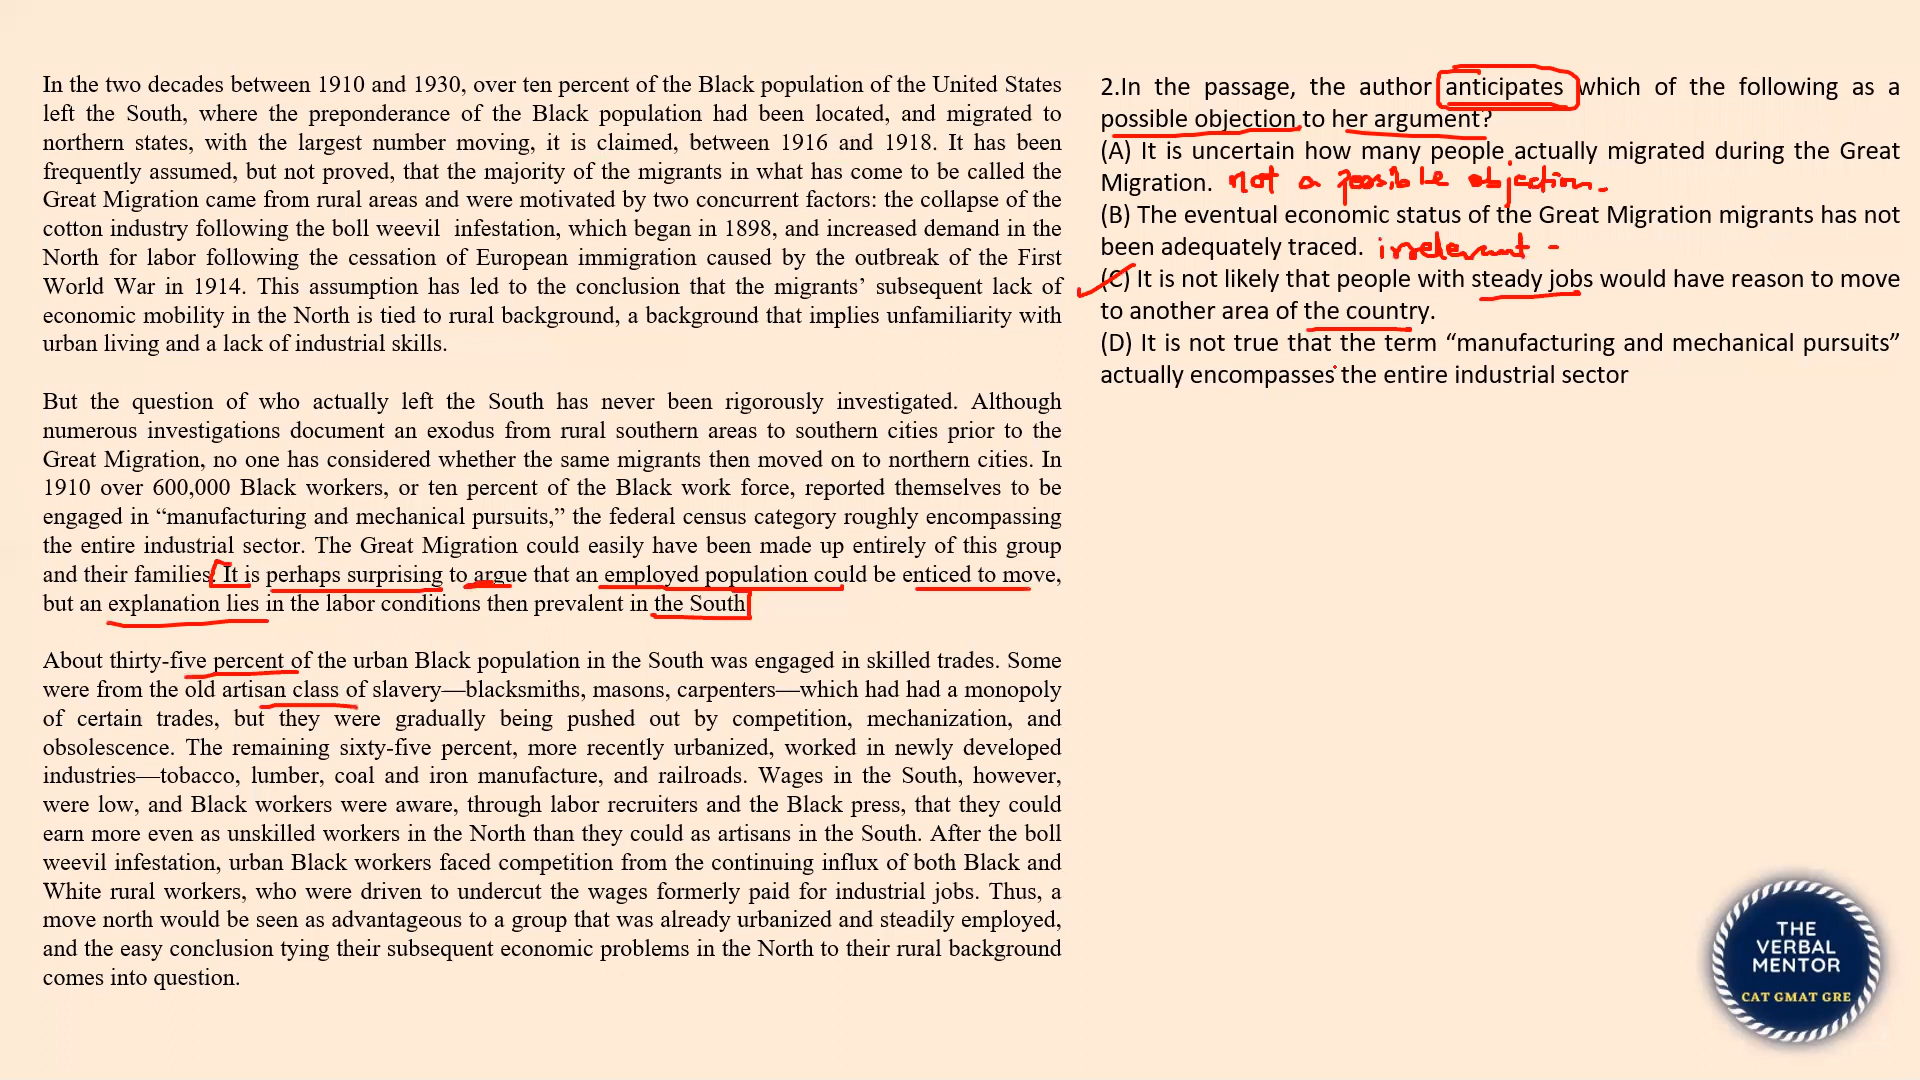 In the two decades between 1910 and 1930, over ten percent of the Black population of the United States
left the South, where the preponderance of the Black population had been located, and migrated to
northern states, with the largest number moving, it is claimed, between 1916 and 1918. It has been
frequently assumed, but not proved, that the majority of the migrants in what has come to be called the
Great Migration came from rural areas and were motivated by two concurrent factors: the collapse of the
cotton industry following the boll weevil infestation, which began in 1898, and increased demand in the
North for labor following the cessation of European immigration caused by the outbreak of the First
World War in 1914. This assumption has led to the conclusion that the migrants’ subsequent lack of
economic mobility in the North is tied to rural background, a background that implies unfamiliarity with
urban living and a lack of industrial skills.
But the question of who actually left the South has never been rigorously investigated. Although
numerous investigations document an exodus from rural southern areas to southern cities prior to the
Great Migration, no one has considered whether the same migrants then moved on to northern cities. In
1910 over 600,000 Black workers, or ten percent of the Black work force, reported themselves to be
engaged in “manufacturing and mechanical pursuits,” the federal census category roughly encompassing
the entire industrial sector. The Great Migration could easily have been made up entirely of this group
and their families. It is perhaps surprising to argue that an employed population could be enticed to move,
but an explanation lies in the labor conditions then prevalent in the South
About thirty-five percent of the urban Black population in the South was engaged in skilled trades. Some
were from the old artisan class of slavery—blacksmiths, masons, carpenters—which had had a monopoly
of certain trades, but they were gradually being pushed out by competition, mechanization, and
obsolescence. The remaining sixty-five percent, more recently urbanized, worked in newly developed
industries—tobacco, lumber, coal and iron manufacture, and railroads. Wages in the South, however,
were low, and Black workers were aware, through labor recruiters and the Black press, that they could
earn more even as unskilled workers in the North than they could as artisans in the South. After the boll
weevil infestation, urban Black workers faced competition from the continuing influx of both Black and
White rural workers, who were driven to undercut the wages formerly paid for industrial jobs. Thus, a
move north would be seen as advantageous to a group that was already urbanized and steadily employed,
and the easy conclusion tying their subsequent economic problems in the North to their rural background
comes into question.
2.In the passage, the author anticipates which of the following as a
possible objection to her argument?
(A) It is uncertain how many people actually migrated during the Great
Migration. not a possible objection.
(B) The eventual economic status of the Great Migration migrants has not
been adequately traced. irrelevant -
(C) It is not likely that people with steady jobs would have reason to move
to another area of the country.
(D) It is not true that the term “manufacturing and mechanical pursuits”
actually encompasses the entire industrial sector
THE
VERBAL
MENTOR
CAT GMAT GRE